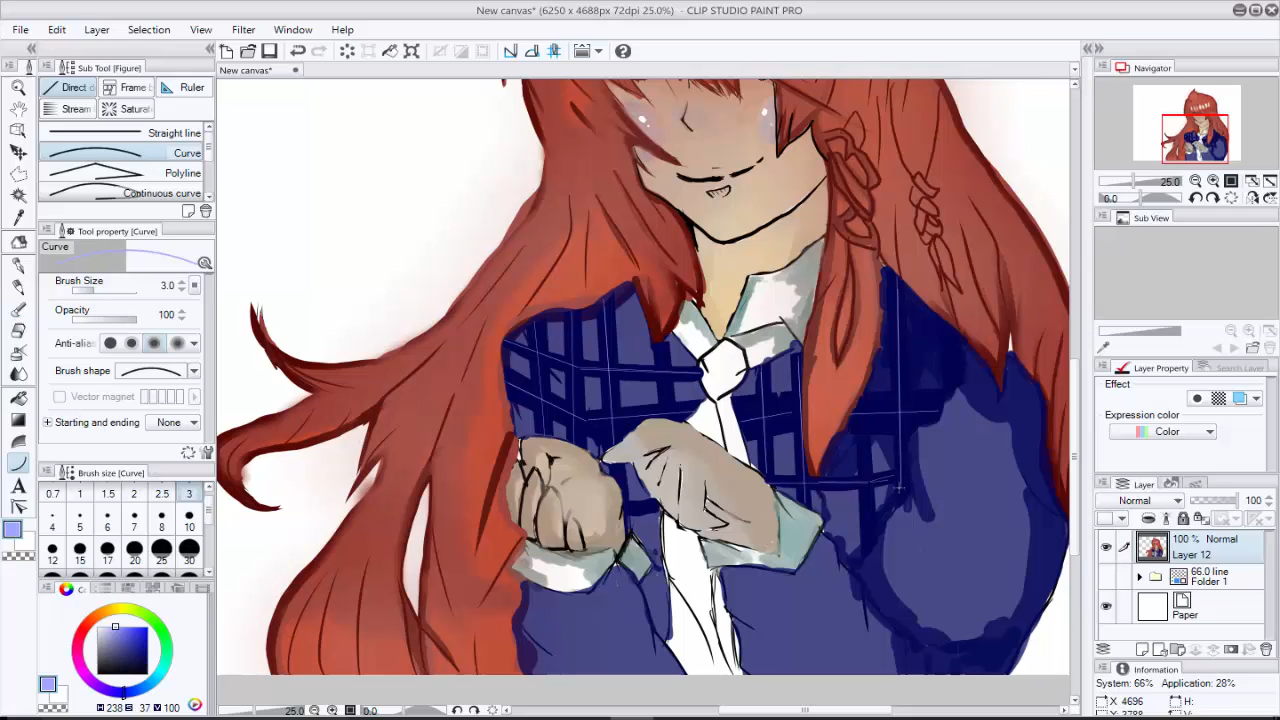 New canvas* (6250 x 4688px 72dpi 25.0%) - CLIP STUDIO PAINT PRO
File Edit Layer Selection View Filter Window Help
Sub Tool [Figure]
New canvas*
Navigator
Direct
Frame
Ruler
Stream
Saturat
Straight line
Curve
Polyline
Continuous curve
25.0
0.0
Sub View
Tool property [Curve]
Curve
Brush Size 3.0
Opacity 100
Anti-alias
Brush shape
Vector magnet
Starting and ending None
Layer Property Search Layer
Effect
Expression color
Color
Brush size [Curve]
0.7 1 1.5 2 2.5 3
4 5 6 7 8 10
12 15 17 20 25 30
Layer
Normal 100
100 % Normal
Layer 12
66.0 line
Folder 1
Paper
Information
System: 66% Application: 28%
X 4696 H:
H 238 S 37 V 100
25.0 0.0